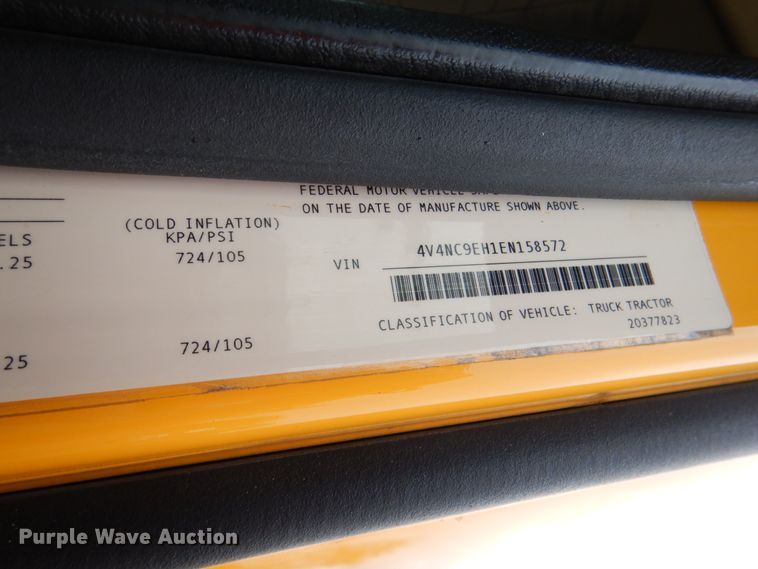 FEDERAL MOTOR VEHICLE
ON THE DATE OF MANUFACTURE SHOWN ABOVE.
(COLD INFLATION)
ELS KPA/PSI
.25 724/105
VIN 4V4NC9EH1EN158572
CLASSIFICATION OF VEHICLE: TRUCK TRACTOR
20377823
25 724/105
Purple Wave Auction